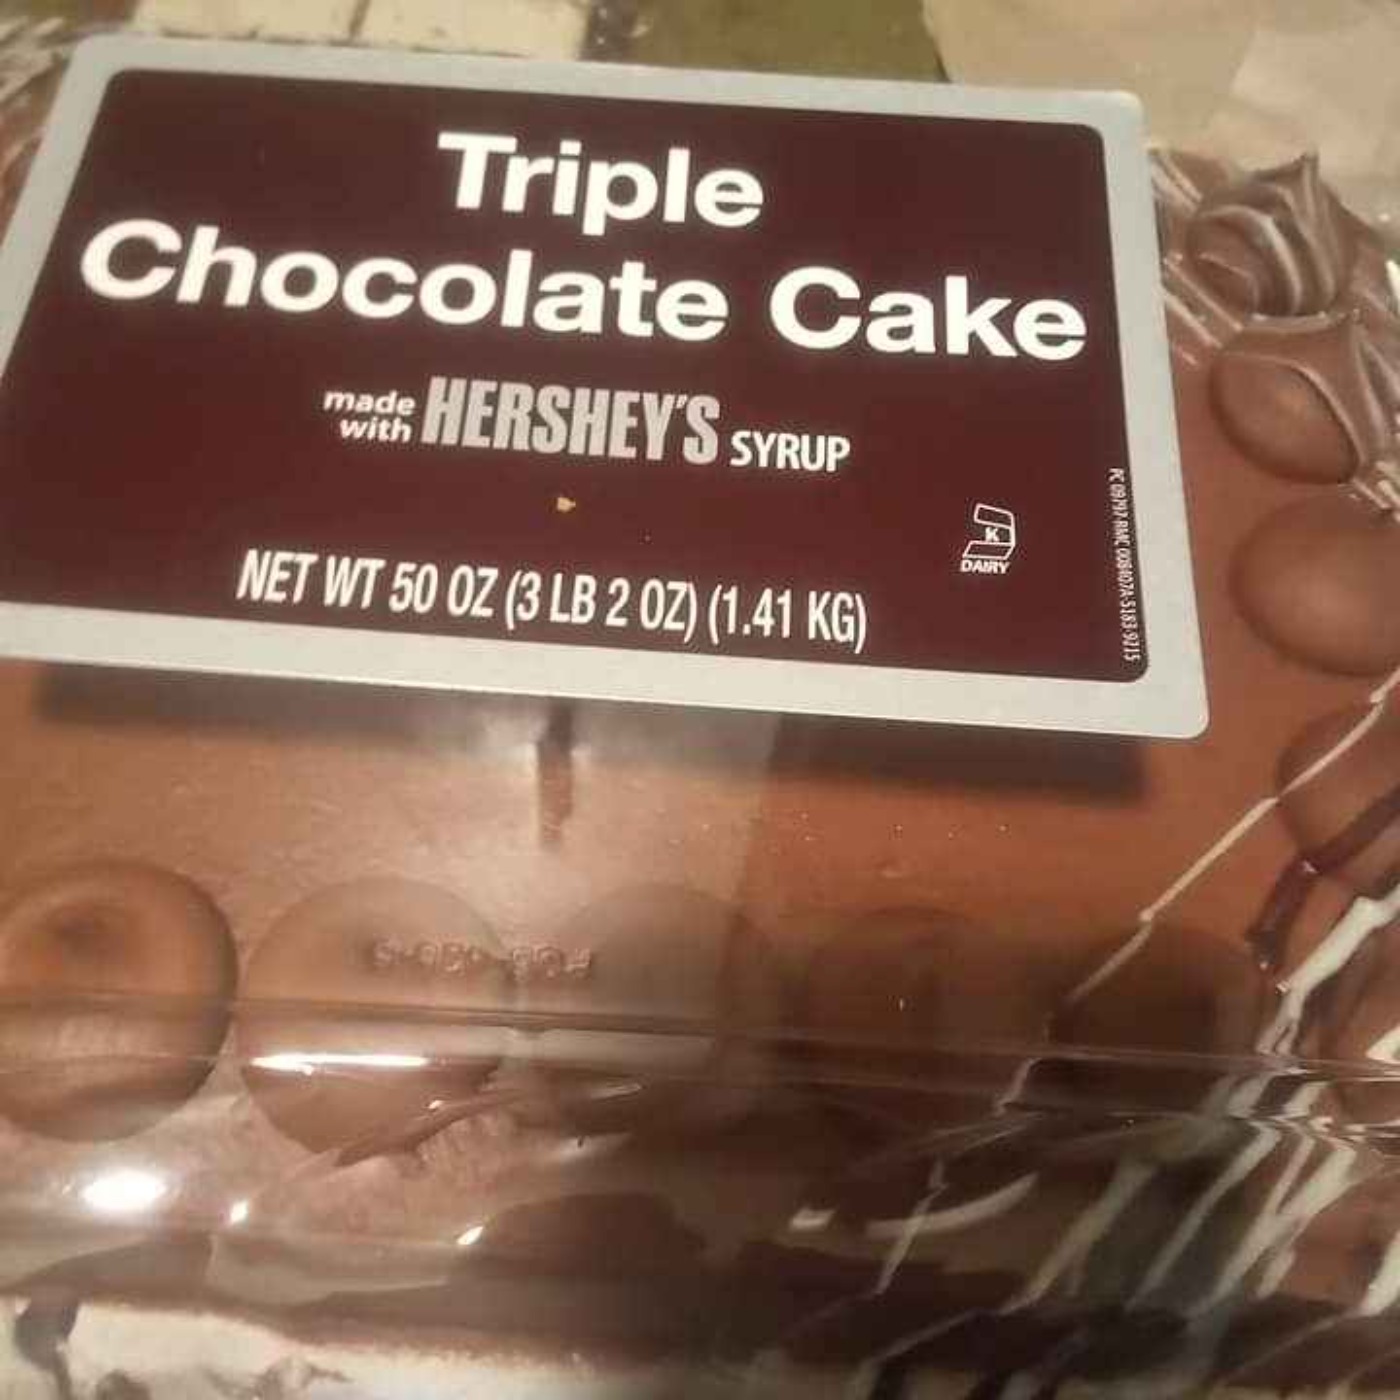 Triple
Chocolate Cake
made
with HERSHEY'S SYRUP
K
DAIRY
NET WT 50 OZ (3 LB 2 OZ) (1.41 KG)